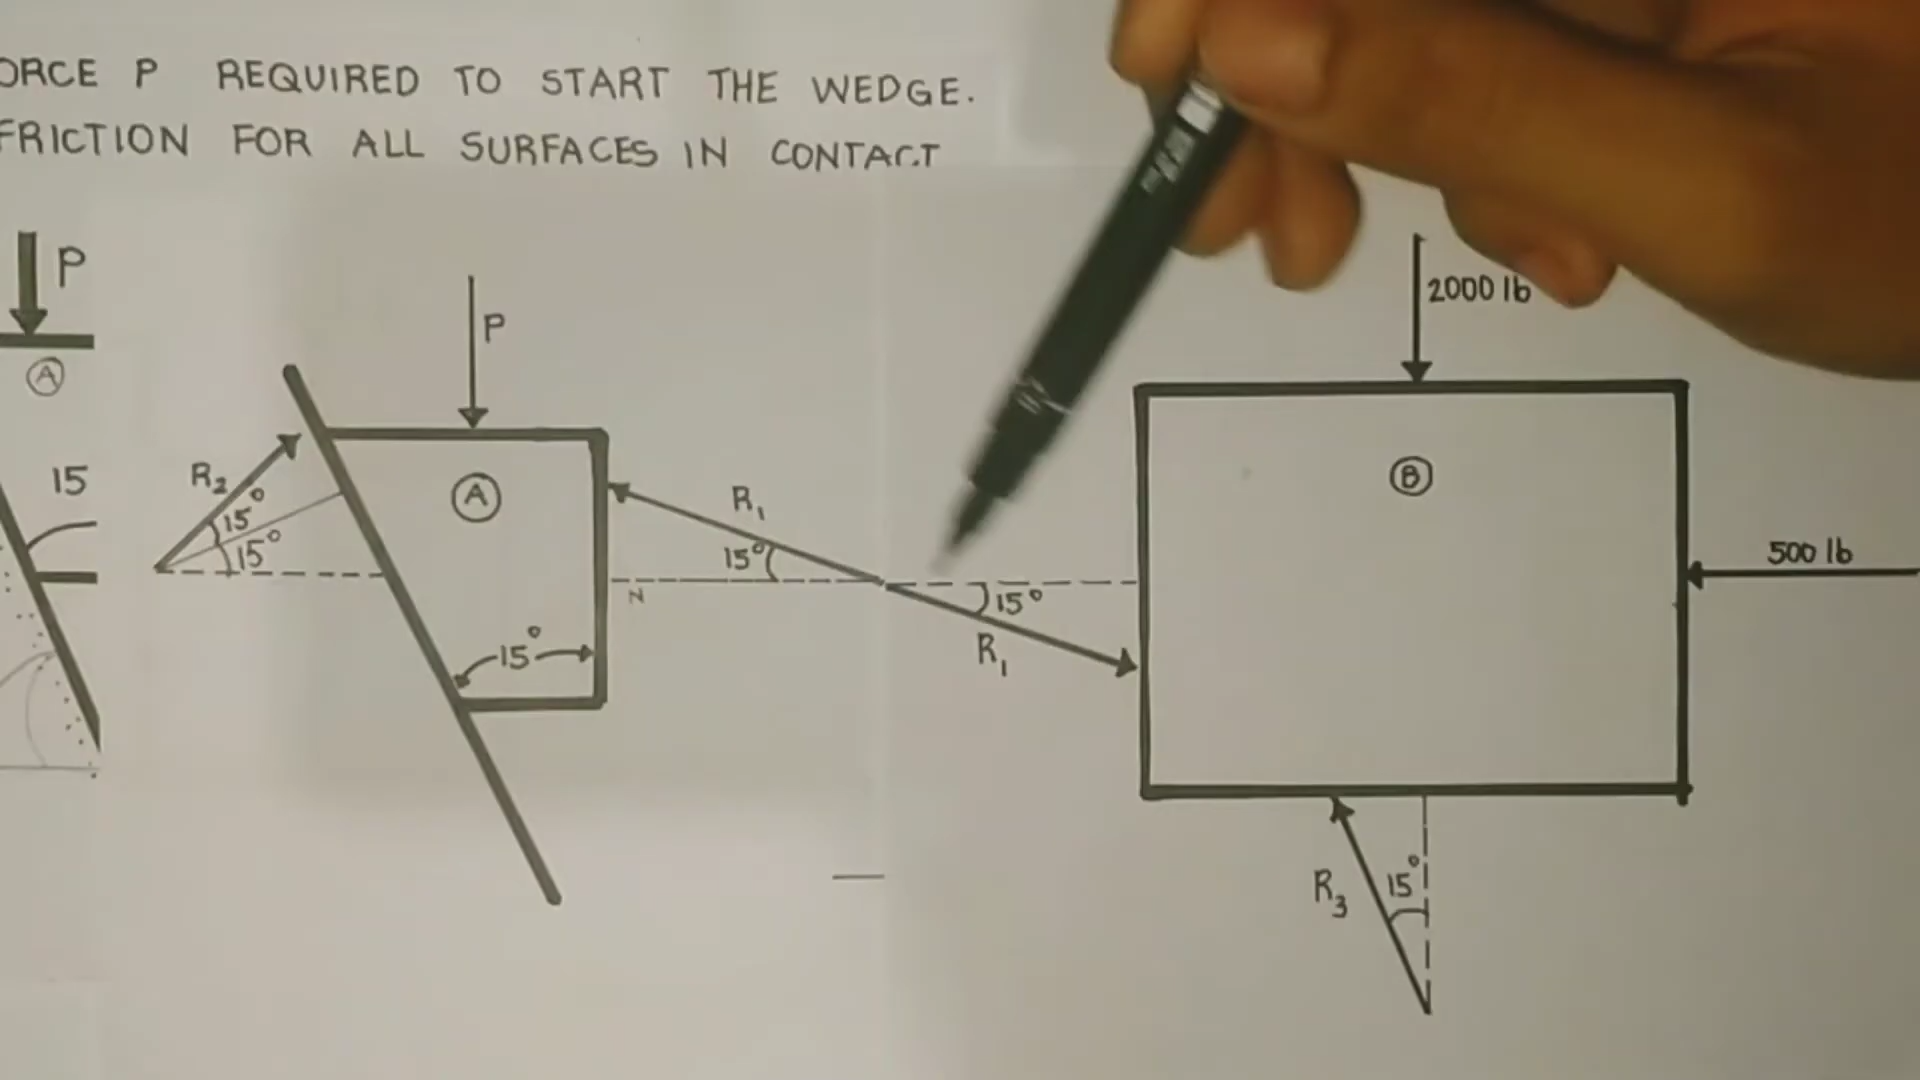 ORCE P REQUIRED TO START THE WEDGE.
FRICTION FOR ALL SURFACES IN CONTACT
P
A
15
P
R2
15°
15°
A
15°
R1
15°
N
15°
R1
2000 lb
B
500 lb
R3
15°